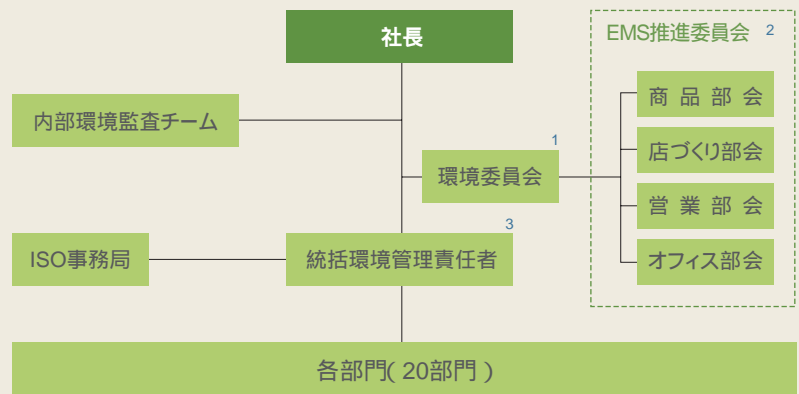 社長
EMS推進委員会 2
商品部会
内部環境監査チーム
店づくり部会
1
環境委員会
営業部会
3
ISO事務局
統括環境管理責任者
オフィス部会
各部門(20部門)